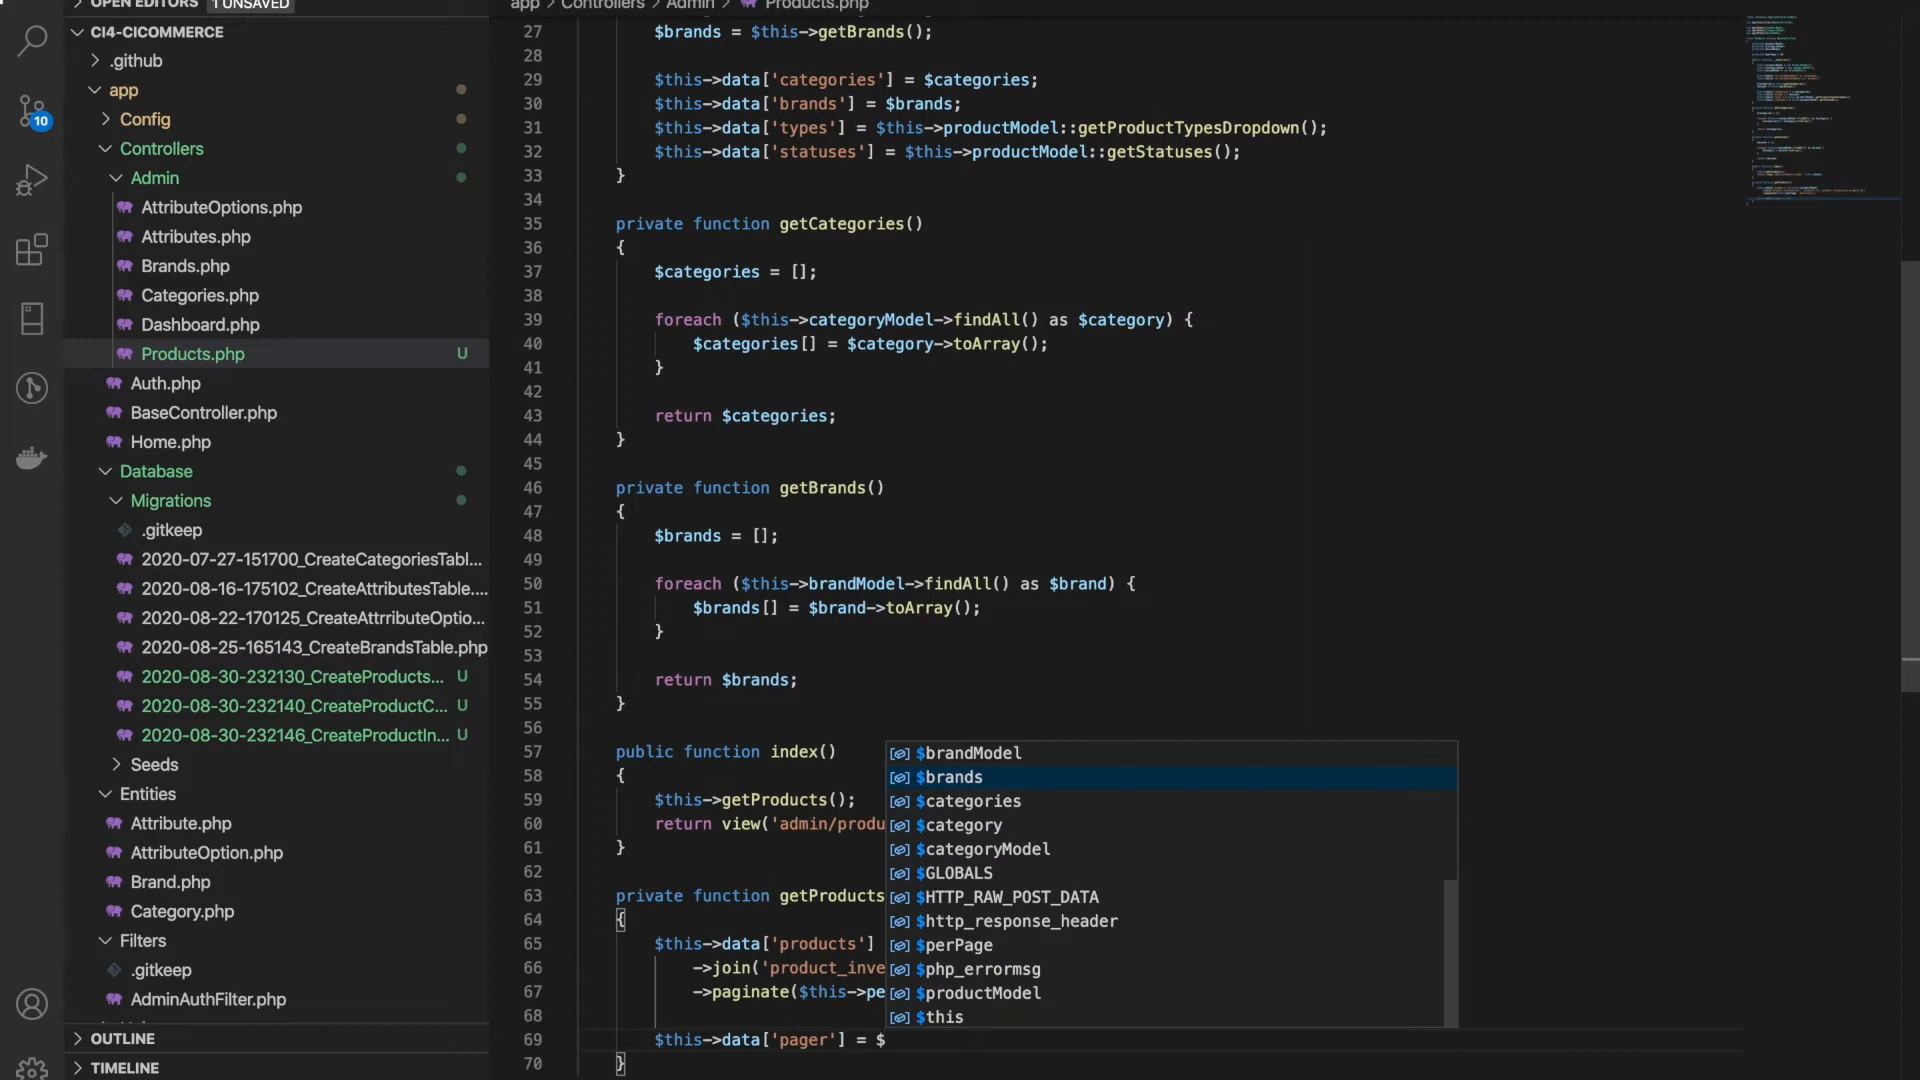 OPEN EDITORS 1 UNSAVED
CI4-CICOMMERCE
.github
app
Config
Controllers
Admin
AttributeOptions.php
Attributes.php
Brands.php
Categories.php
Dashboard.php
Products.php U
Auth.php
BaseController.php
Home.php
Database
Migrations
.gitkeep
2020-07-27-151700_CreateCategoriesTabl...
2020-08-16-175102_CreateAttributesTable....
2020-08-22-170125_CreateAttrributeOptio...
2020-08-25-165143_CreateBrandsTable.php
2020-08-30-232130_CreateProducts... U
2020-08-30-232140_CreateProductC... U
2020-08-30-232146_CreateProductIn... U
Seeds
Entities
Attribute.php
AttributeOption.php
Brand.php
Category.php
Filters
.gitkeep
AdminAuthFilter.php
OUTLINE
TIMELINE
10
app > Controllers > Admin > Products.php
27 $brands = $this->getBrands();
28
29 $this->data['categories'] = $categories;
30 $this->data['brands'] = $brands;
31 $this->data['types'] = $this->productModel::getProductTypesDropdown();
32 $this->data['statuses'] = $this->productModel::getStatuses();
33 }
34
35 private function getCategories()
36 {
37 $categories = [];
38
39 foreach ($this->categoryModel->findAll() as $category) {
40 $categories[] = $category->toArray();
41 }
42
43 return $categories;
44 }
45
46 private function getBrands()
47 {
48 $brands = [];
49
50 foreach ($this->brandModel->findAll() as $brand) {
51 $brands[] = $brand->toArray();
52 }
53
54 return $brands;
55 }
56
57 public function index()
58 {
59 $this->getProducts();
60 return view('admin/produ
61 }
62
63 private function getProducts
64 {
65 $this->data['products']
66 ->join('product_inve
67 ->paginate($this->pe
68
69 $this->data['pager'] = $
70 }
$brandModel
$brands
$categories
$category
$categoryModel
$GLOBALS
$HTTP_RAW_POST_DATA
$http_response_header
$perPage
$php_errormsg
$productModel
$this